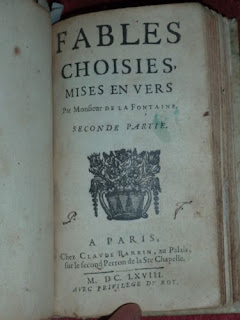 FABLES
CHOISIES,
MISES EN VERS
Par Monsieur DE LA FONTAINE,
SECONDE PARTIE.
A PARIS,
Chez CLAUDE BARBIN, au Palais,
sur le second Perron de la Ste Chapelle.
M. DC. LXVIII.
AVEC PRIVILEGE DU ROY.